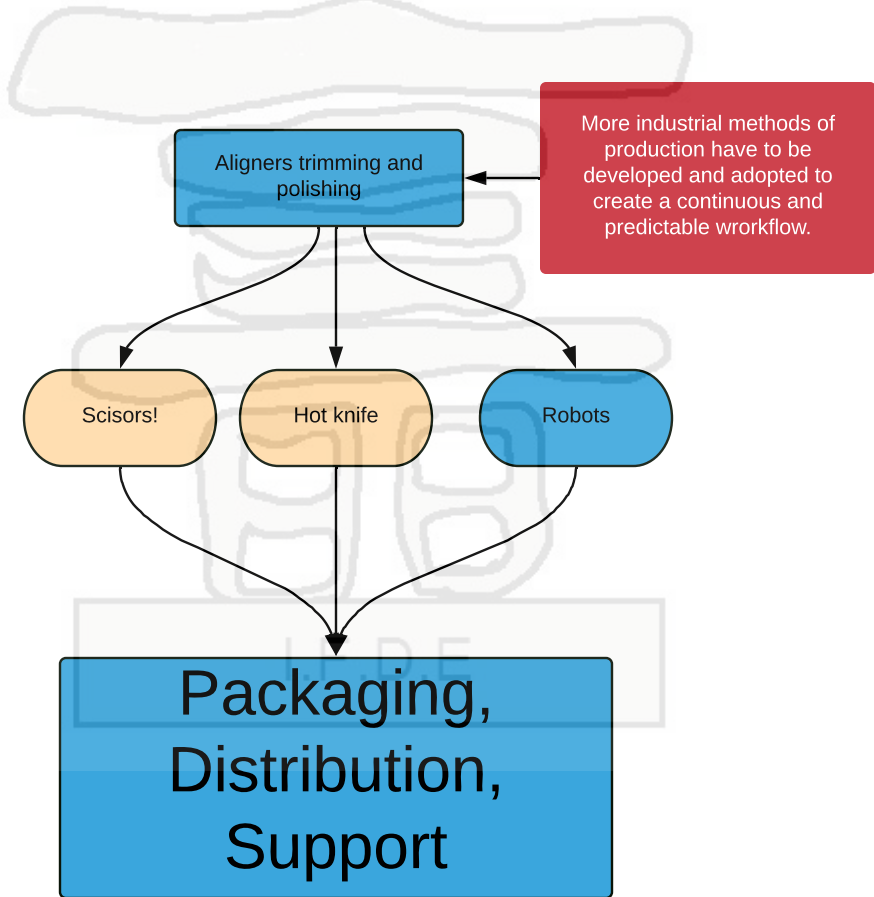 Aligners trimming and
polishing
More industrial methods of
production have to be
developed and adopted to
create a continuous and
predictable wrorkflow.
Scisors!
Hot knife
Robots
I.F.D.E
Packaging,
Distribution,
Support